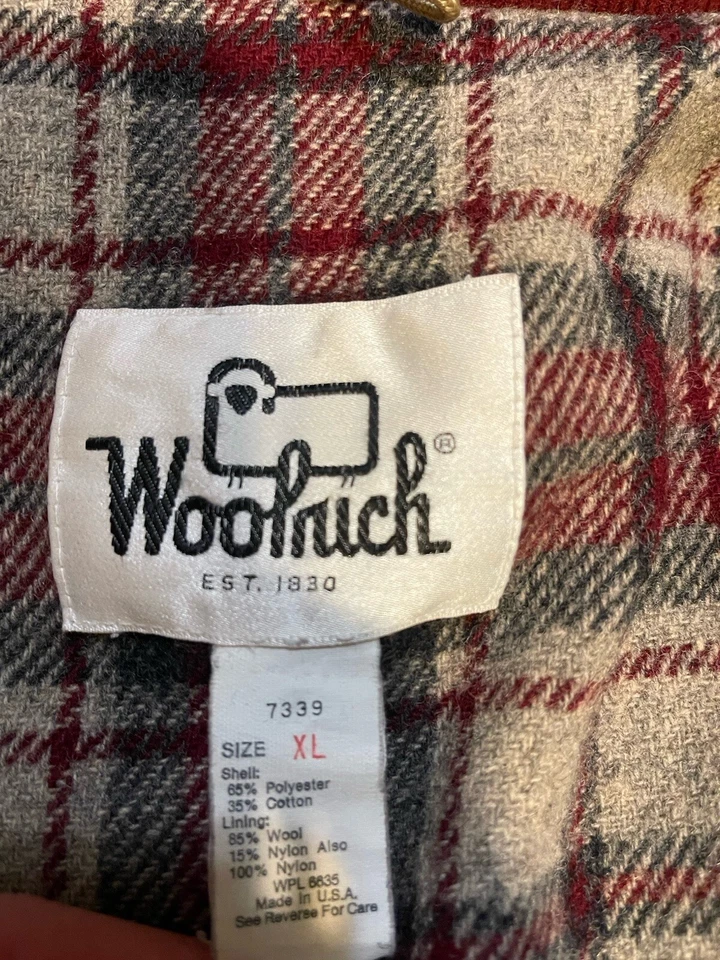 Woolrich®
EST. 1830
7339
SIZE XL
Shell:
65% Polyester
35% Cotton
Lining:
85% Wool
15% Nylon Also
100% Nylon
WPL 6635
Made In U.S.A.
See Reverse For Care